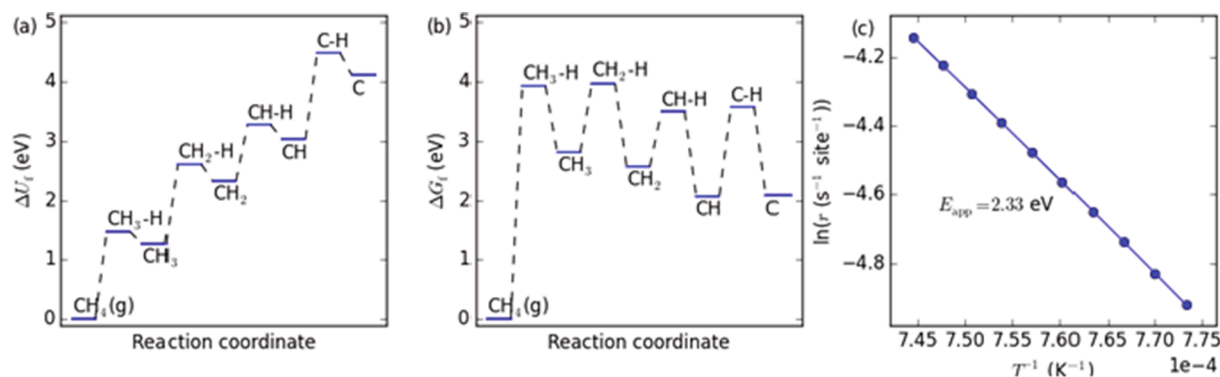 (a)
5
4
3
2
1
0
ΔU_f (eV)
CH₄(g)
CH₃-H
CH₃
CH₂-H
CH₂
CH-H
CH
C-H
C
Reaction coordinate
(b)
5
4
3
2
1
0
ΔG_f (eV)
CH₄(g)
CH₃-H
CH₃
CH₂-H
CH₂
CH-H
CH
C-H
C
Reaction coordinate
(c)
−4.2
−4.4
−4.6
−4.8
ln(r (s⁻¹ site⁻¹))
E_app=2.33 eV
7.45 7.50 7.55 7.60 7.65 7.70 7.75
1e−4
T⁻¹ (K⁻¹)